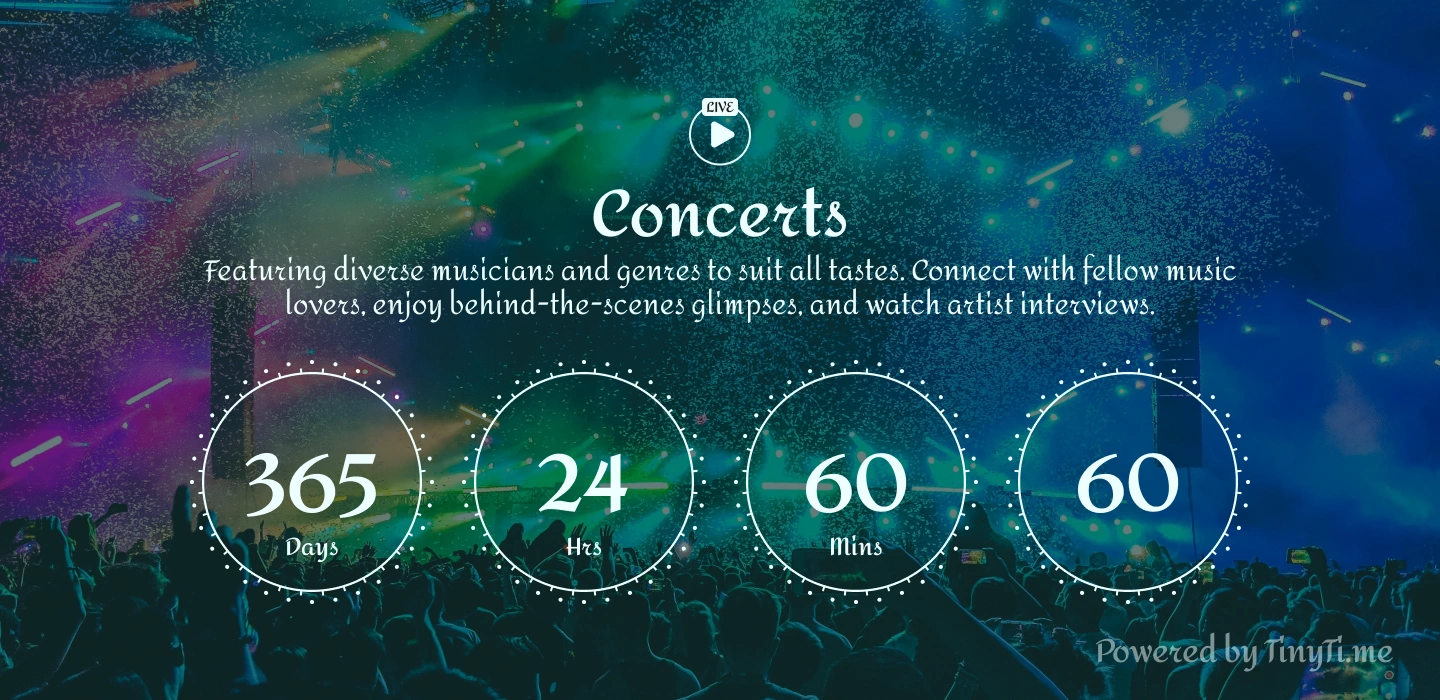 LIVE
Concerts
Featuring diverse musicians and genres to suit all tastes. Connect with fellow music
lovers, enjoy behind-the-scenes glimpses, and watch artist interviews.
365 24 60 60
Days Hrs Mins
Powered by TinyTi.me